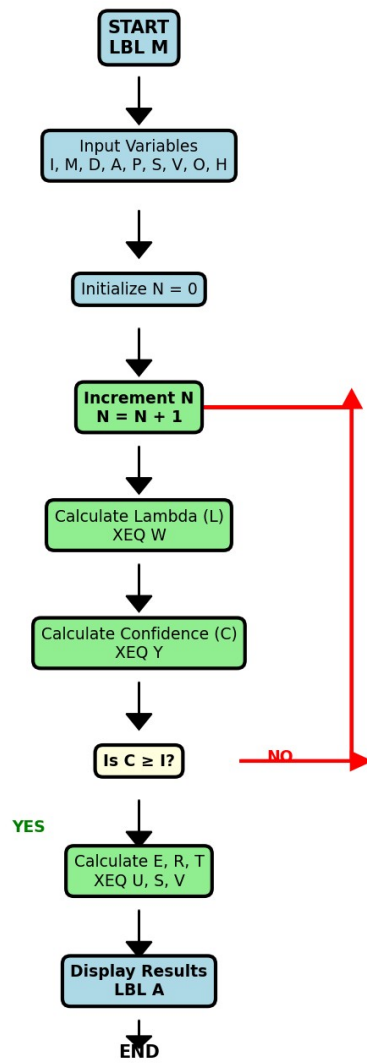 START
LBL M
Input Variables
I, M, D, A, P, S, V, O, H
Initialize N = 0
Increment N
N = N + 1
Calculate Lambda (L)
XEQ W
Calculate Confidence (C)
XEQ Y
Is C ≥ I?
NO
YES
Calculate E, R, T
XEQ U, S, V
Display Results
LBL A
END